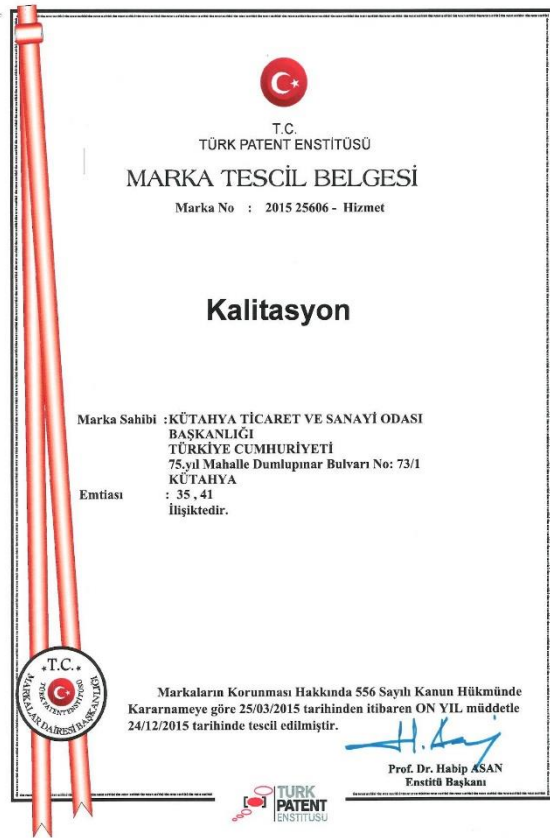 T.C.
TÜRK PATENT ENSTİTÜSÜ
MARKA TESCİL BELGESİ
Marka No : 2015 25606 - Hizmet
Kalitasyon
Marka Sahibi :KÜTAHYA TİCARET VE SANAYİ ODASI
BAŞKANLIĞI
TÜRKİYE CUMHURİYETİ
75.yıl Mahalle Dumlupınar Bulvarı No: 73/1
KÜTAHYA
Emtiası : 35 , 41
İlişiktedir.
T.C.
TÜRK PATENT ENSTİTÜSÜ
MARKALAR DAİRESİ BAŞKANLIĞI
Markaların Korunması Hakkında 556 Sayılı Kanun Hükmünde
Kararnameye göre 25/03/2015 tarihinden itibaren ON YIL müddetle
24/12/2015 tarihinde tescil edilmiştir.
H. Asan
Prof. Dr. Habip ASAN
Enstitü Başkanı
TURK
PATENT
ENSTITUSU